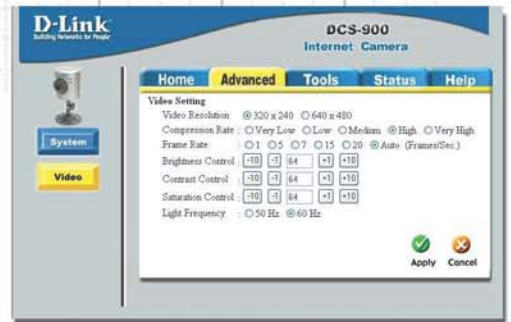 D-Link
Building Networks for People
DCS-900
Internet Camera
Home Advanced Tools Status Help
System
Video
Video Setting
Video Resolution 320 x 240 640 x 480
Compression Rate : Very Low Low Medium High Very High
Frame Rate : 1 5 7 15 20 Auto (Frames/Sec.)
Brightness Control : -10 -1 64 +1 +10
Contrast Control : -10 -1 64 +1 +10
Saturation Control : -10 -1 64 +1 +10
Light Frequency : 50 Hz 60 Hz
Apply Cancel